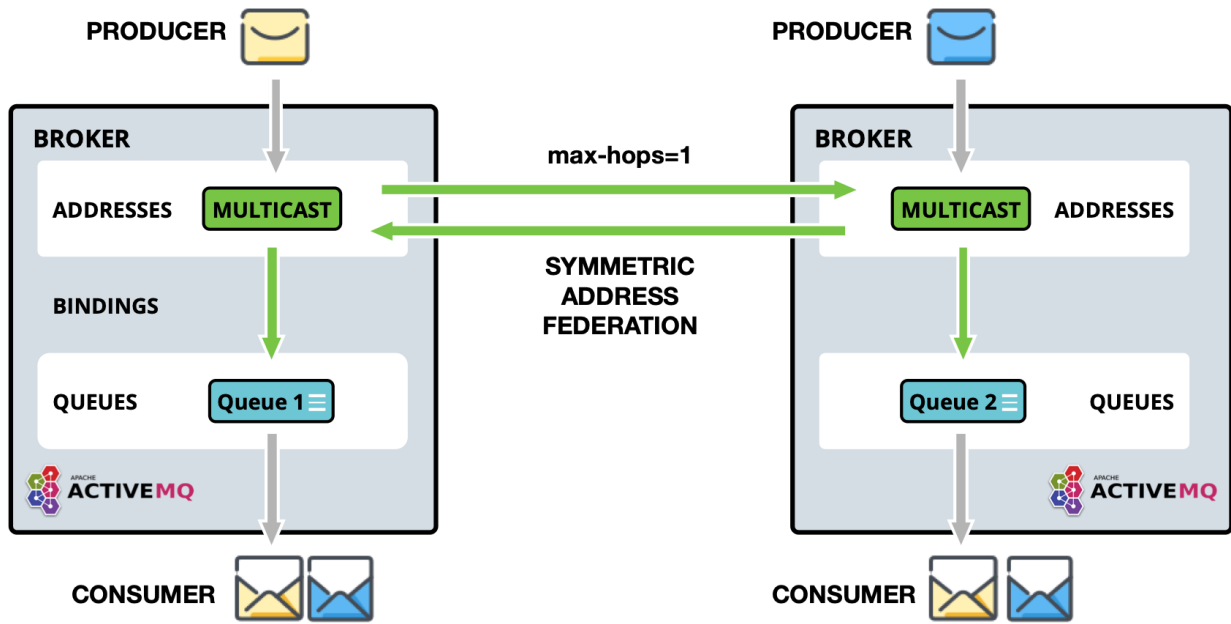 PRODUCER
PRODUCER
BROKER
BROKER
max-hops=1
ADDRESSES
MULTICAST
MULTICAST
ADDRESSES
SYMMETRIC
ADDRESS
FEDERATION
BINDINGS
QUEUES
Queue 1
Queue 2
QUEUES
APACHE
ACTIVEMQ
APACHE
ACTIVEMQ
CONSUMER
CONSUMER